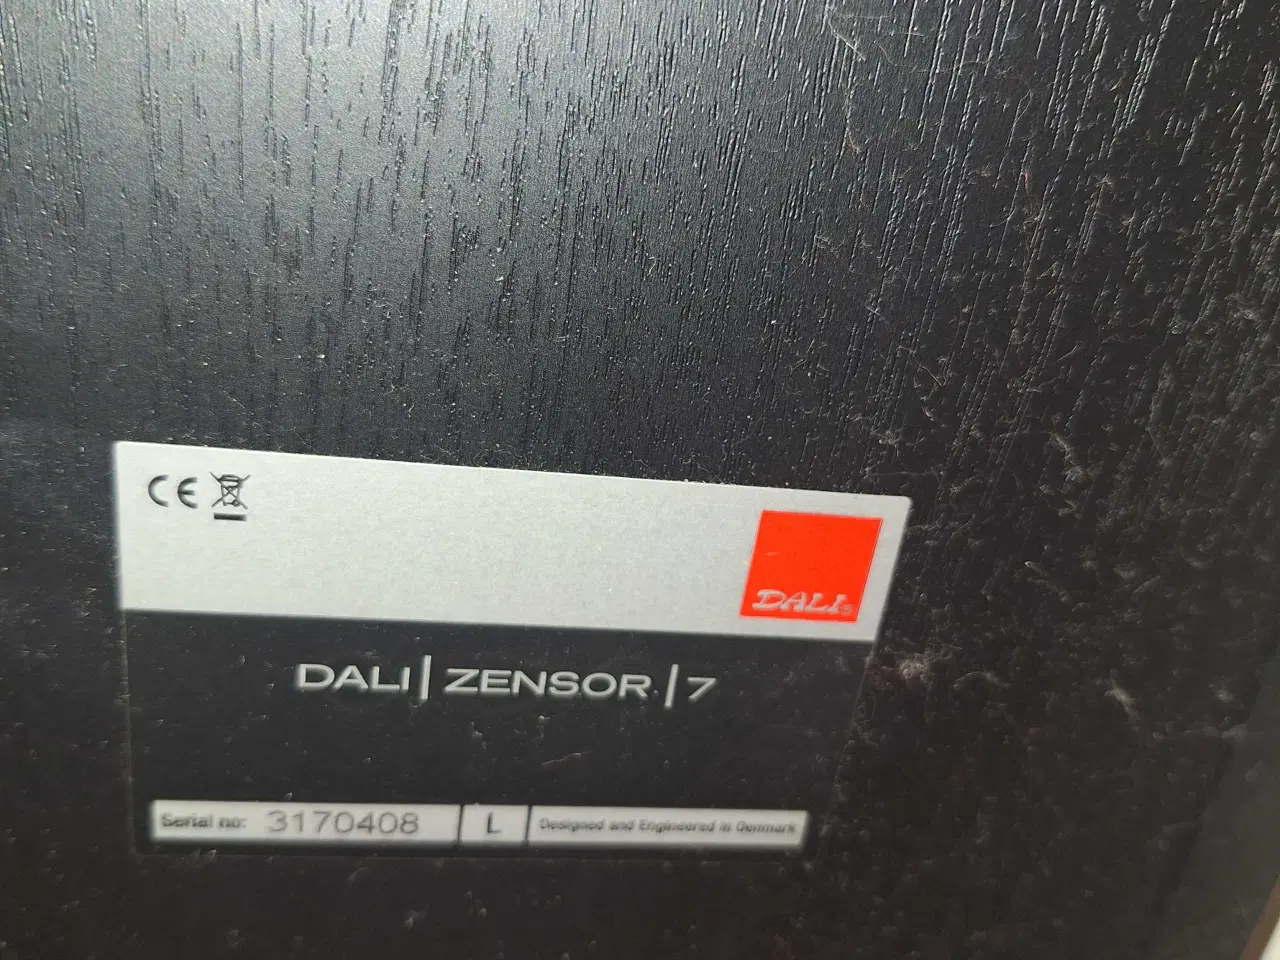 CE
DALI®
DALI | ZENSOR | 7
Serial no: 3170408 L Designed and Engineered in Denmark